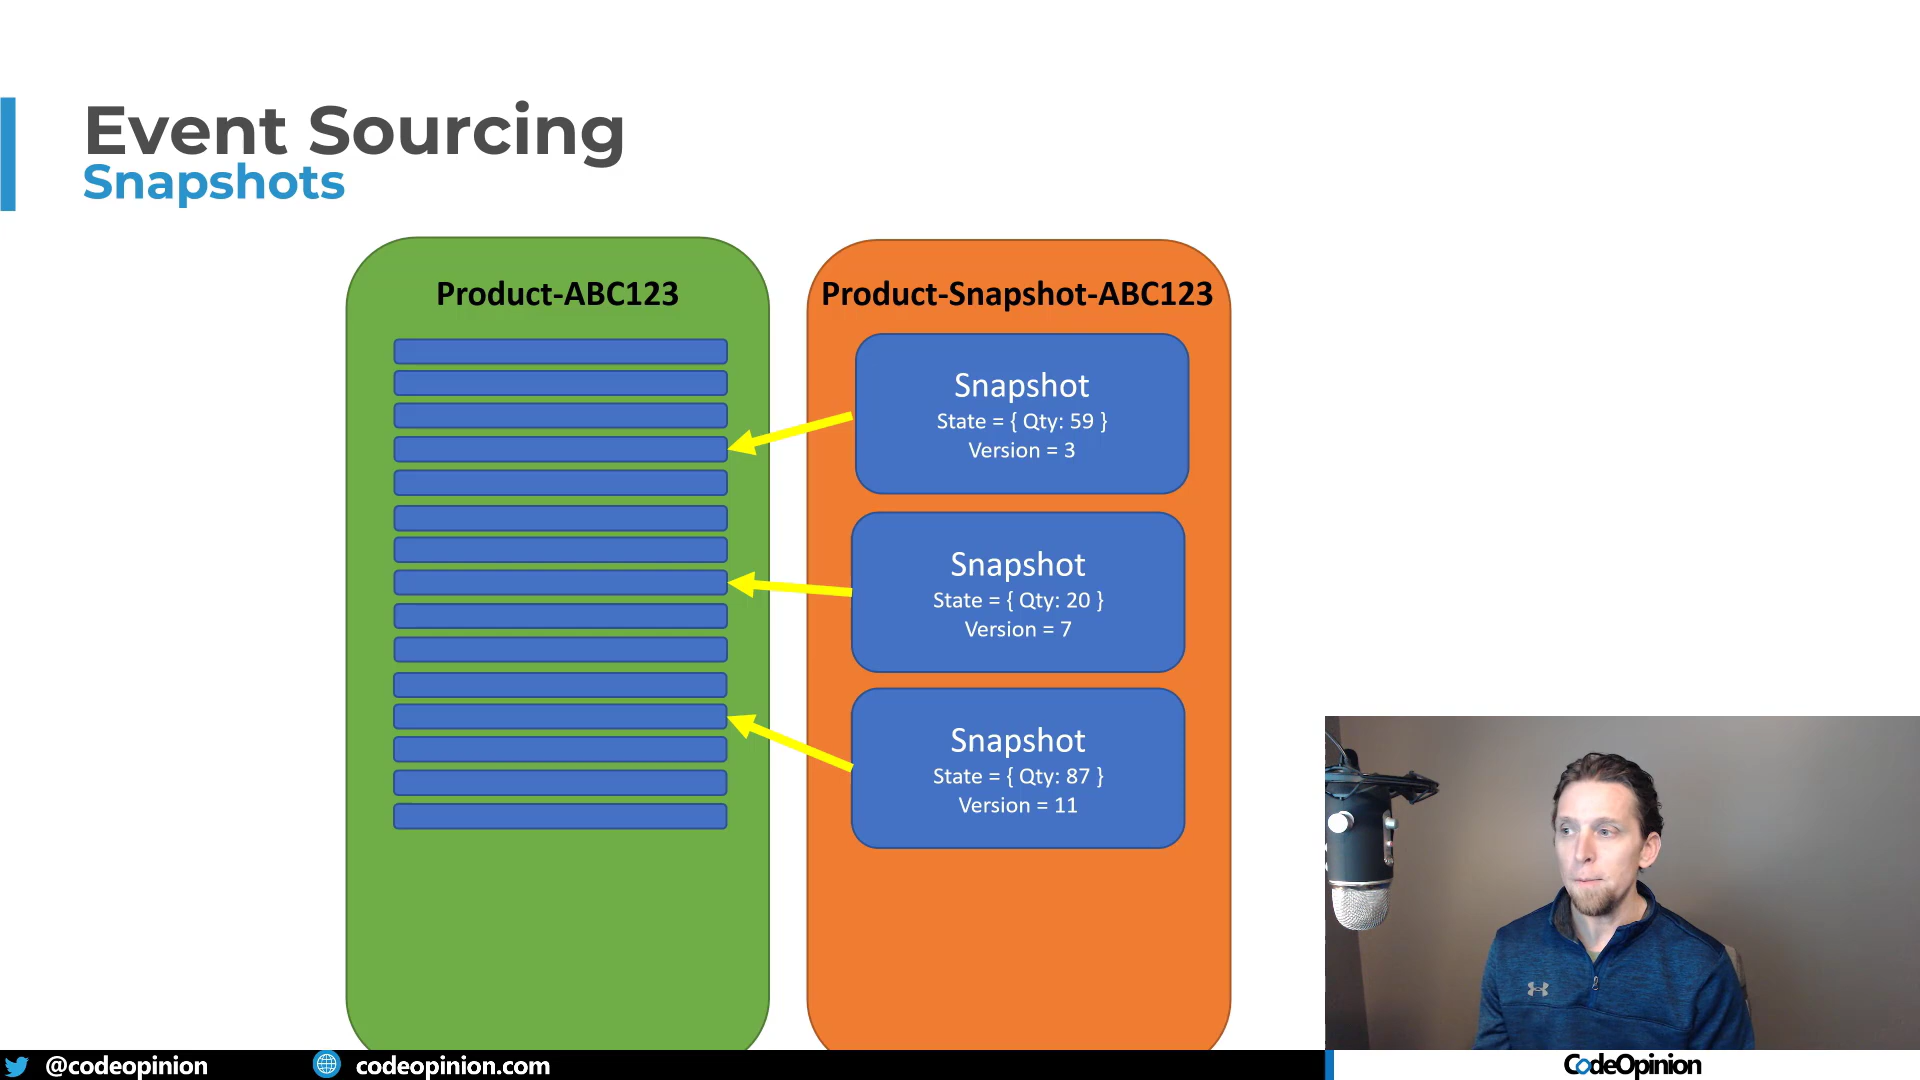 Event Sourcing
Snapshots
Product-ABC123
Product-Snapshot-ABC123
Snapshot
State = { Qty: 59 }
Version = 3
Snapshot
State = { Qty: 20 }
Version = 7
Snapshot
State = { Qty: 87 }
Version = 11
@codeopinion
codeopinion.com
CodeOpinion